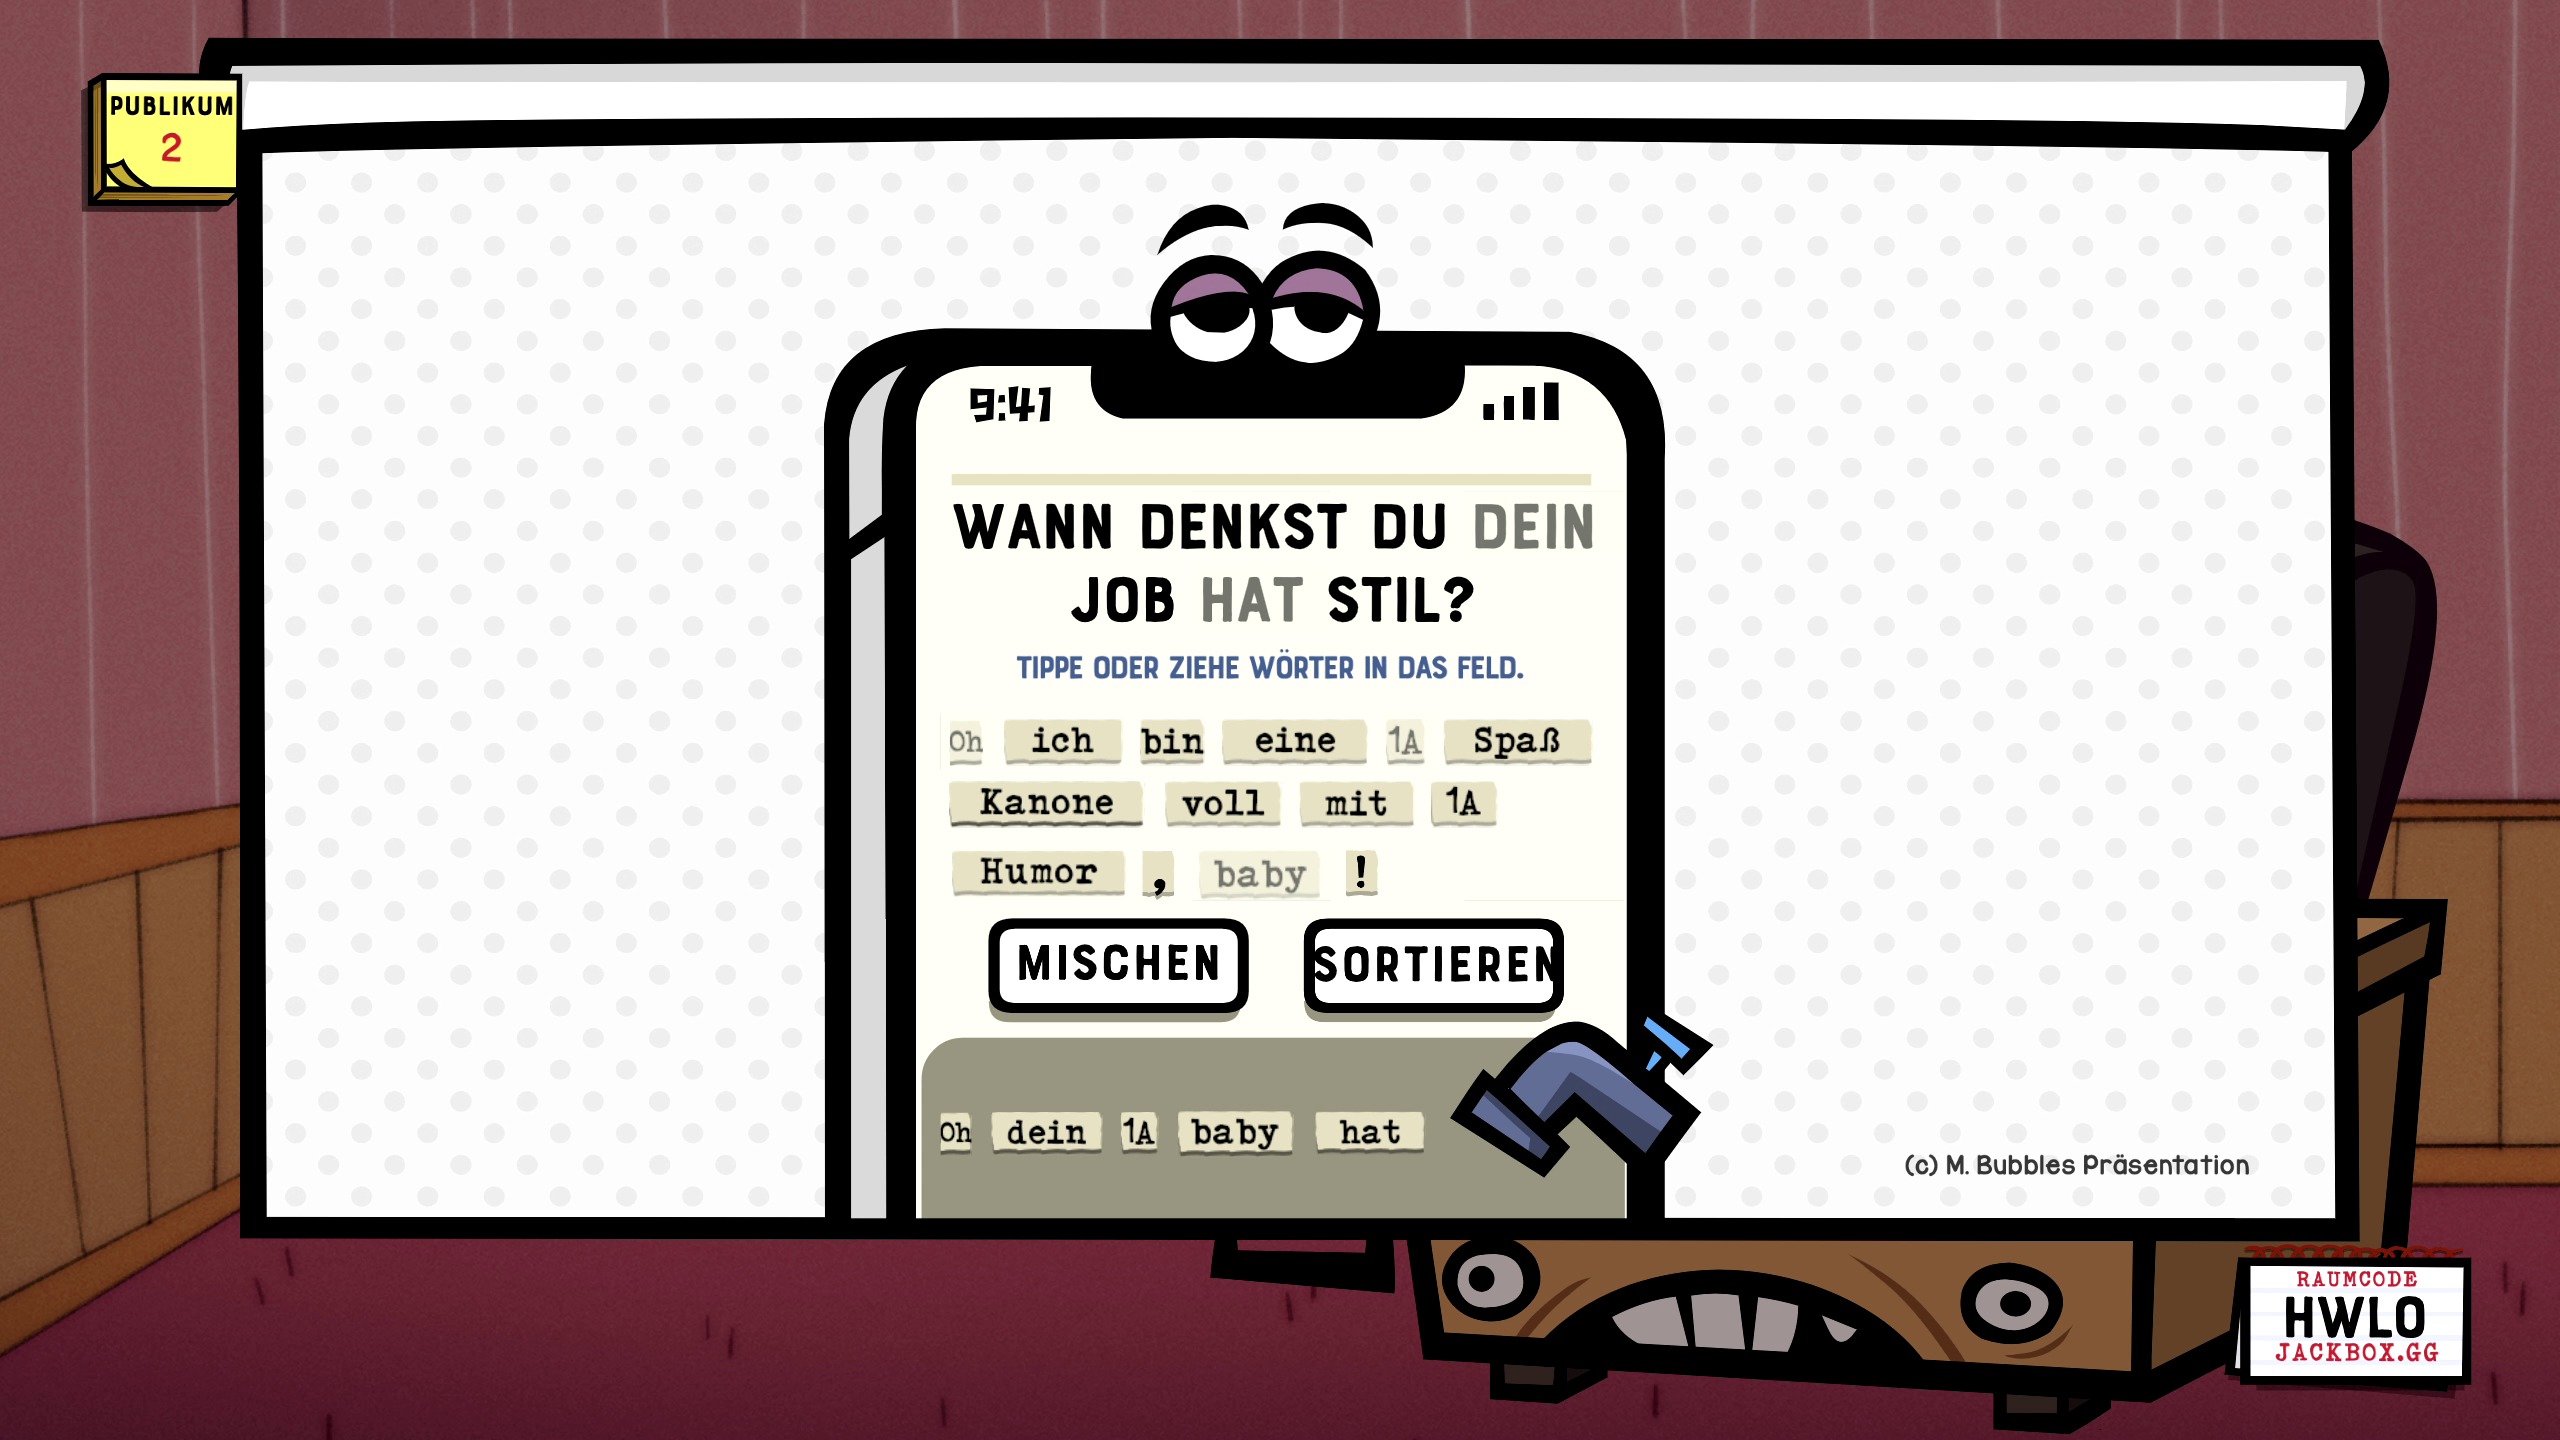 PUBLIKUM
2
9:41
WANN DENKST DU DEIN
JOB HAT STIL?
TIPPE ODER ZIEHE WÖRTER IN DAS FELD.
Oh ich bin eine 1A Spaß
Kanone voll mit 1A
Humor , baby !
MISCHEN SORTIEREN
Oh dein 1A baby hat
(c) M. Bubbles Präsentation
RAUMCODE
HWLO
JACKBOX.GG